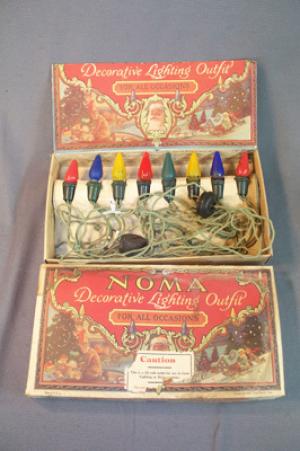 Decorative Lighting Outfit
FOR ALL OCCASIONS
NOMA
Decorative Lighting Outfit
FOR ALL OCCASIONS
Caution